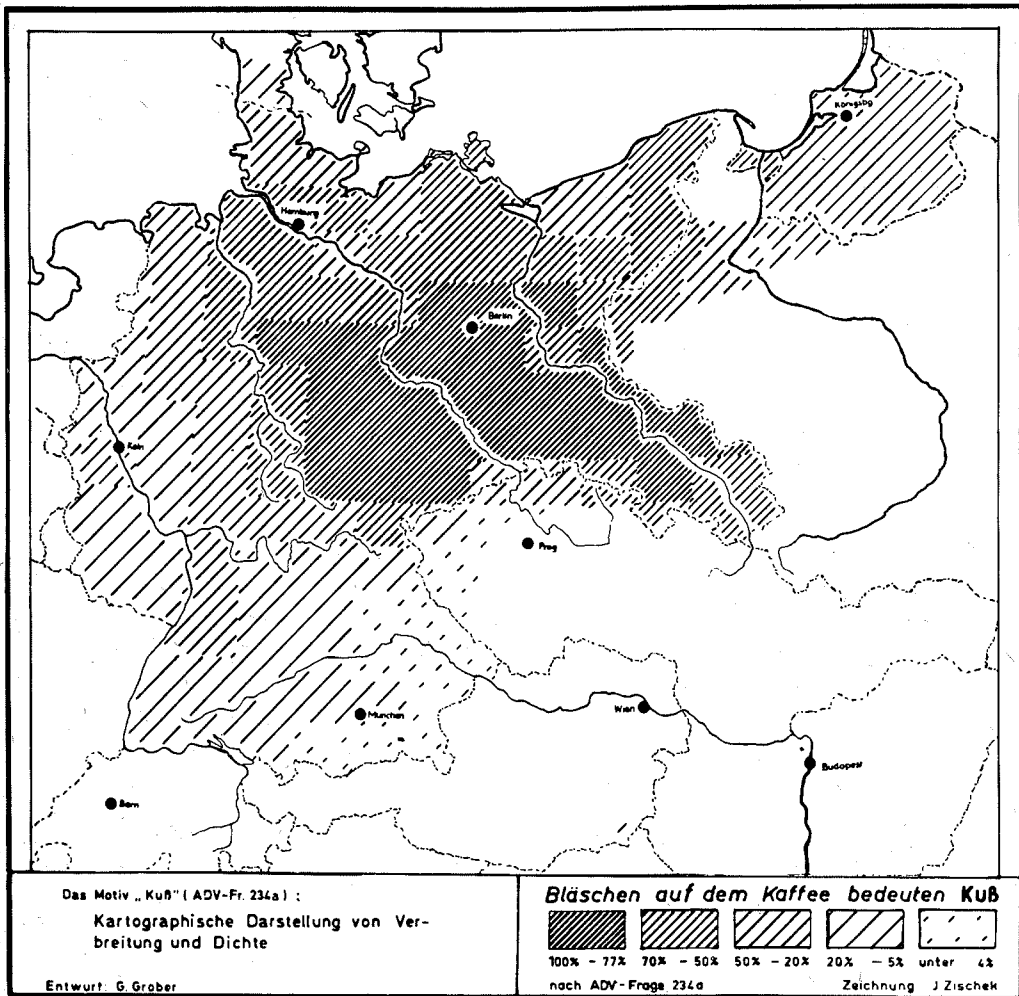 Königsbg
Hamburg
Berlin
Köln
Prag
München
Wien
Budapest
Bern
Das Motiv „Kuß" ( ADV-Fr. 234a ) :
Kartographische Darstellung von Ver-
breitung und Dichte
Entwurf: G. Grober
Bläschen auf dem Kaffee bedeuten Kuß
100% - 77% 70% - 50% 50% - 20% 20% - 5% unter 4%
nach ADV-Frage 234a Zeichnung J Zischek